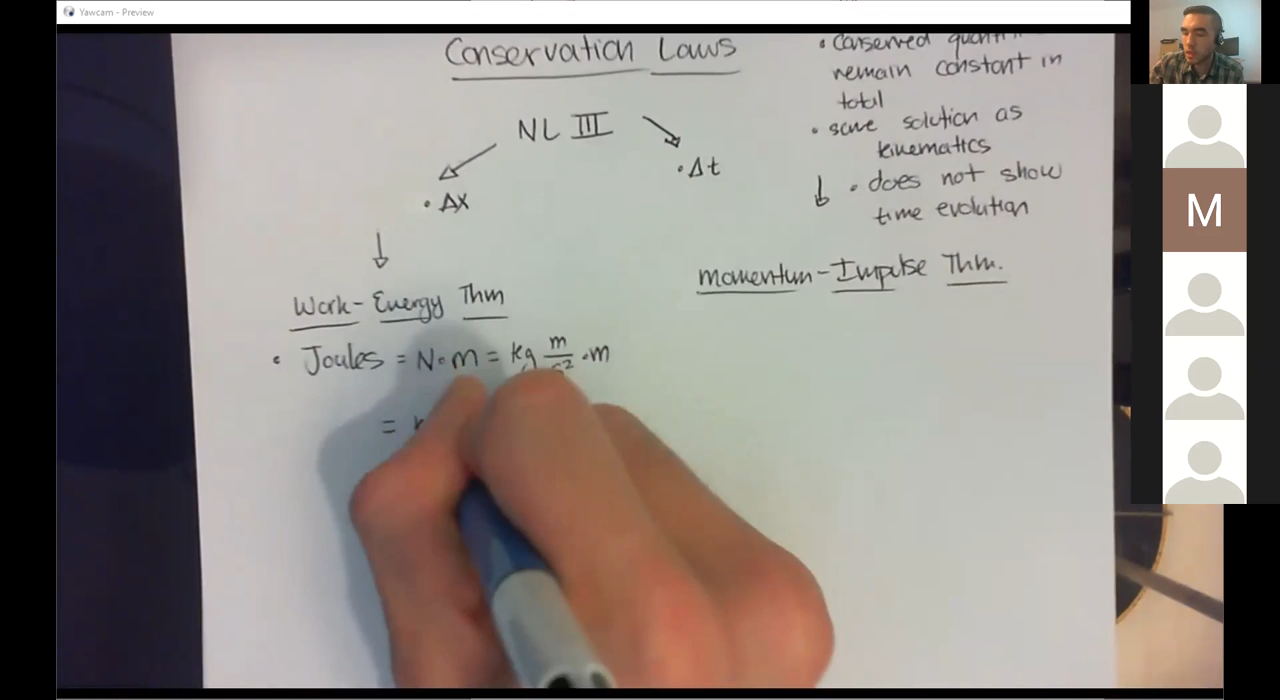 Yawcam - Preview
Conservation Laws
NL III
• Δx
• Δt
• Conserved
remain constant in
total
• same solution as
kinematics
• does not show
time evolution
Work-Energy Thm
Momentum-Impulse Thm.
• Joules = N·m = kg m/s² ·m
=
M